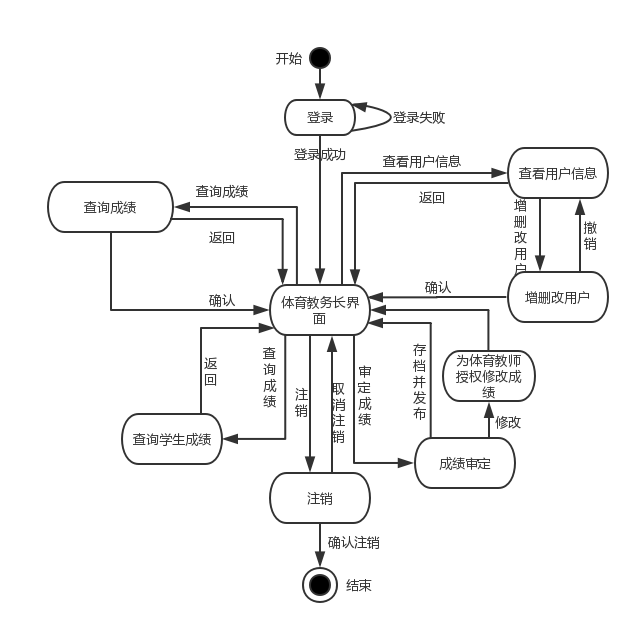 开始
登录
登录失败
登录成功
查看用户信息
查看用户信息
返回
查询成绩
查询成绩
返回
增
删
改
用
户
撤
销
确认
确认
增删改用户
体育教务长界
面
返
回
查
询
成
绩
注
销
取
消
注
销
审
定
成
绩
存
档
并
发
布
为体育教师
授权修改成
绩
修改
查询学生成绩
成绩审定
注销
确认注销
结束